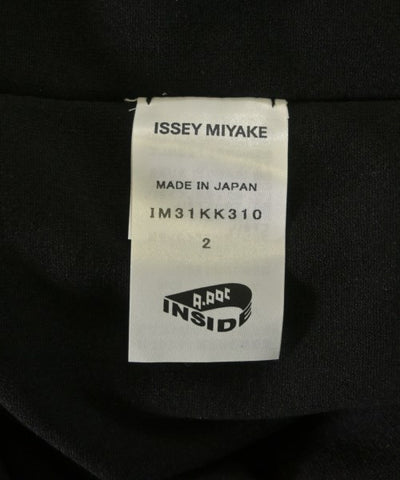 ISSEY MIYAKE
MADE IN JAPAN
IM31KK310
2
A.POC
INSIDE